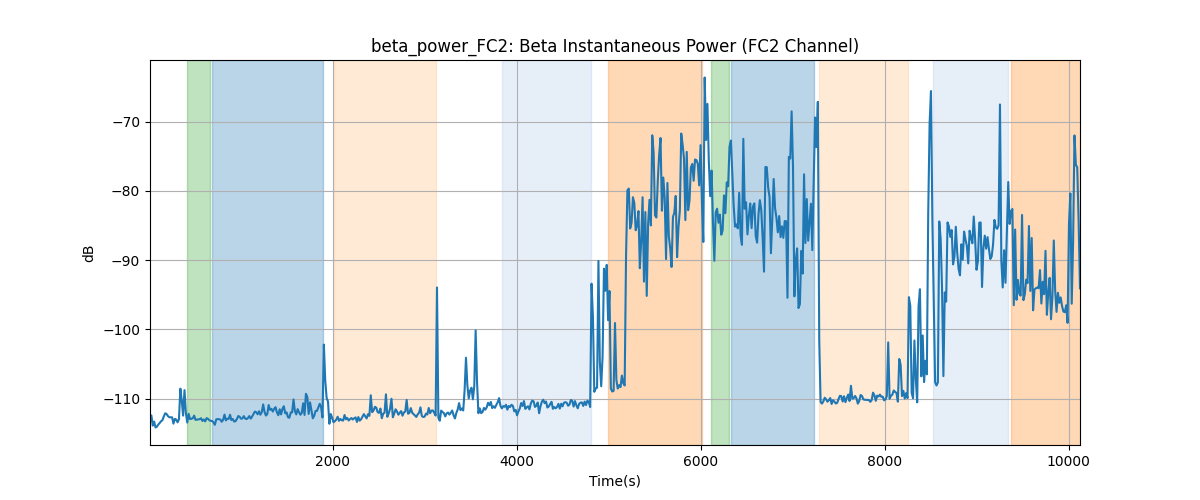 beta_power_FC2: Beta Instantaneous Power (FC2 Channel)
−70
−80
−90
−100
−110
dB
2000 4000 6000 8000 10000
Time(s)